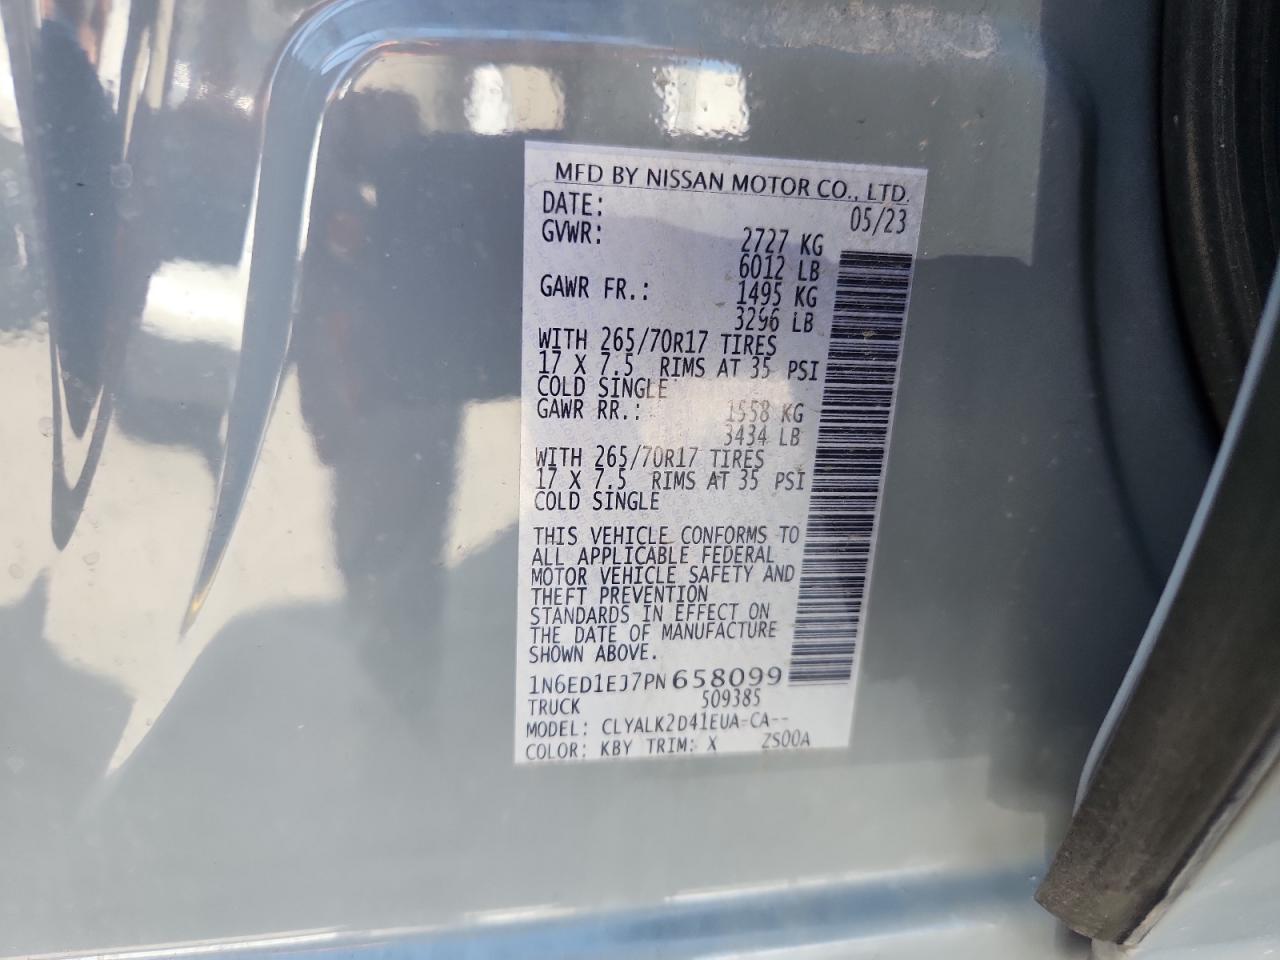 MFD BY NISSAN MOTOR CO., LTD.
DATE: 05/23
GVWR: 2727 KG
6012 LB
GAWR FR.: 1495 KG
3296 LB
WITH 265/70R17 TIRES
17 X 7.5 RIMS AT 35 PSI
COLD SINGLE
GAWR RR.: 1558 KG
3434 LB
WITH 265/70R17 TIRES
17 X 7.5 RIMS AT 35 PSI
COLD SINGLE
THIS VEHICLE CONFORMS TO
ALL APPLICABLE FEDERAL
MOTOR VEHICLE SAFETY AND
THEFT PREVENTION
STANDARDS IN EFFECT ON
THE DATE OF MANUFACTURE
SHOWN ABOVE.
1N6ED1EJ7PN658099
TRUCK 509385
MODEL: CLYALK2D41EUA-CA--
COLOR: KBY TRIM: X ZS00A